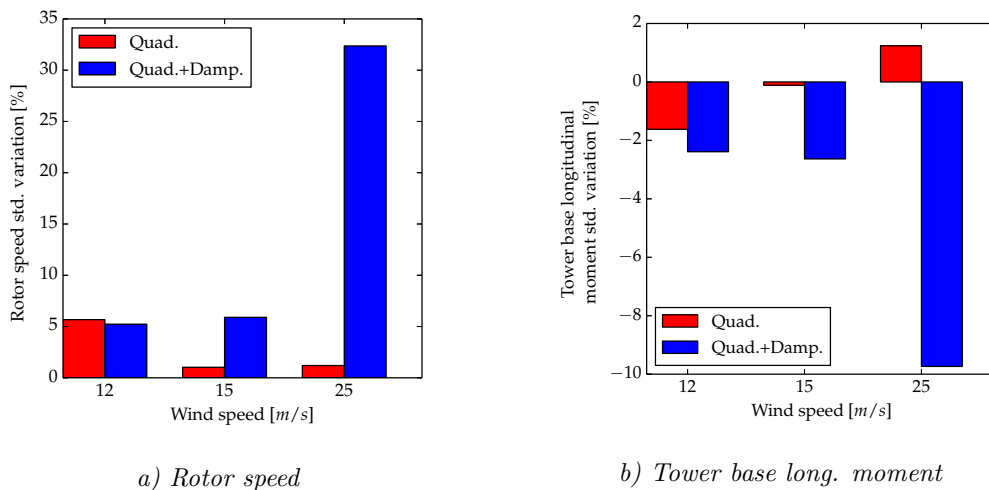 35
30
25
20
15
10
5
0
Rotor speed std. variation [%]
Quad.
Quad.+Damp.
12 15 25
Wind speed [m/s]
a) Rotor speed
2
0
−2
−4
−6
−8
−10
Tower base longitudinal
moment std. variation [%]
Quad.
Quad.+Damp.
12 15 25
Wind speed [m/s]
b) Tower base long. moment